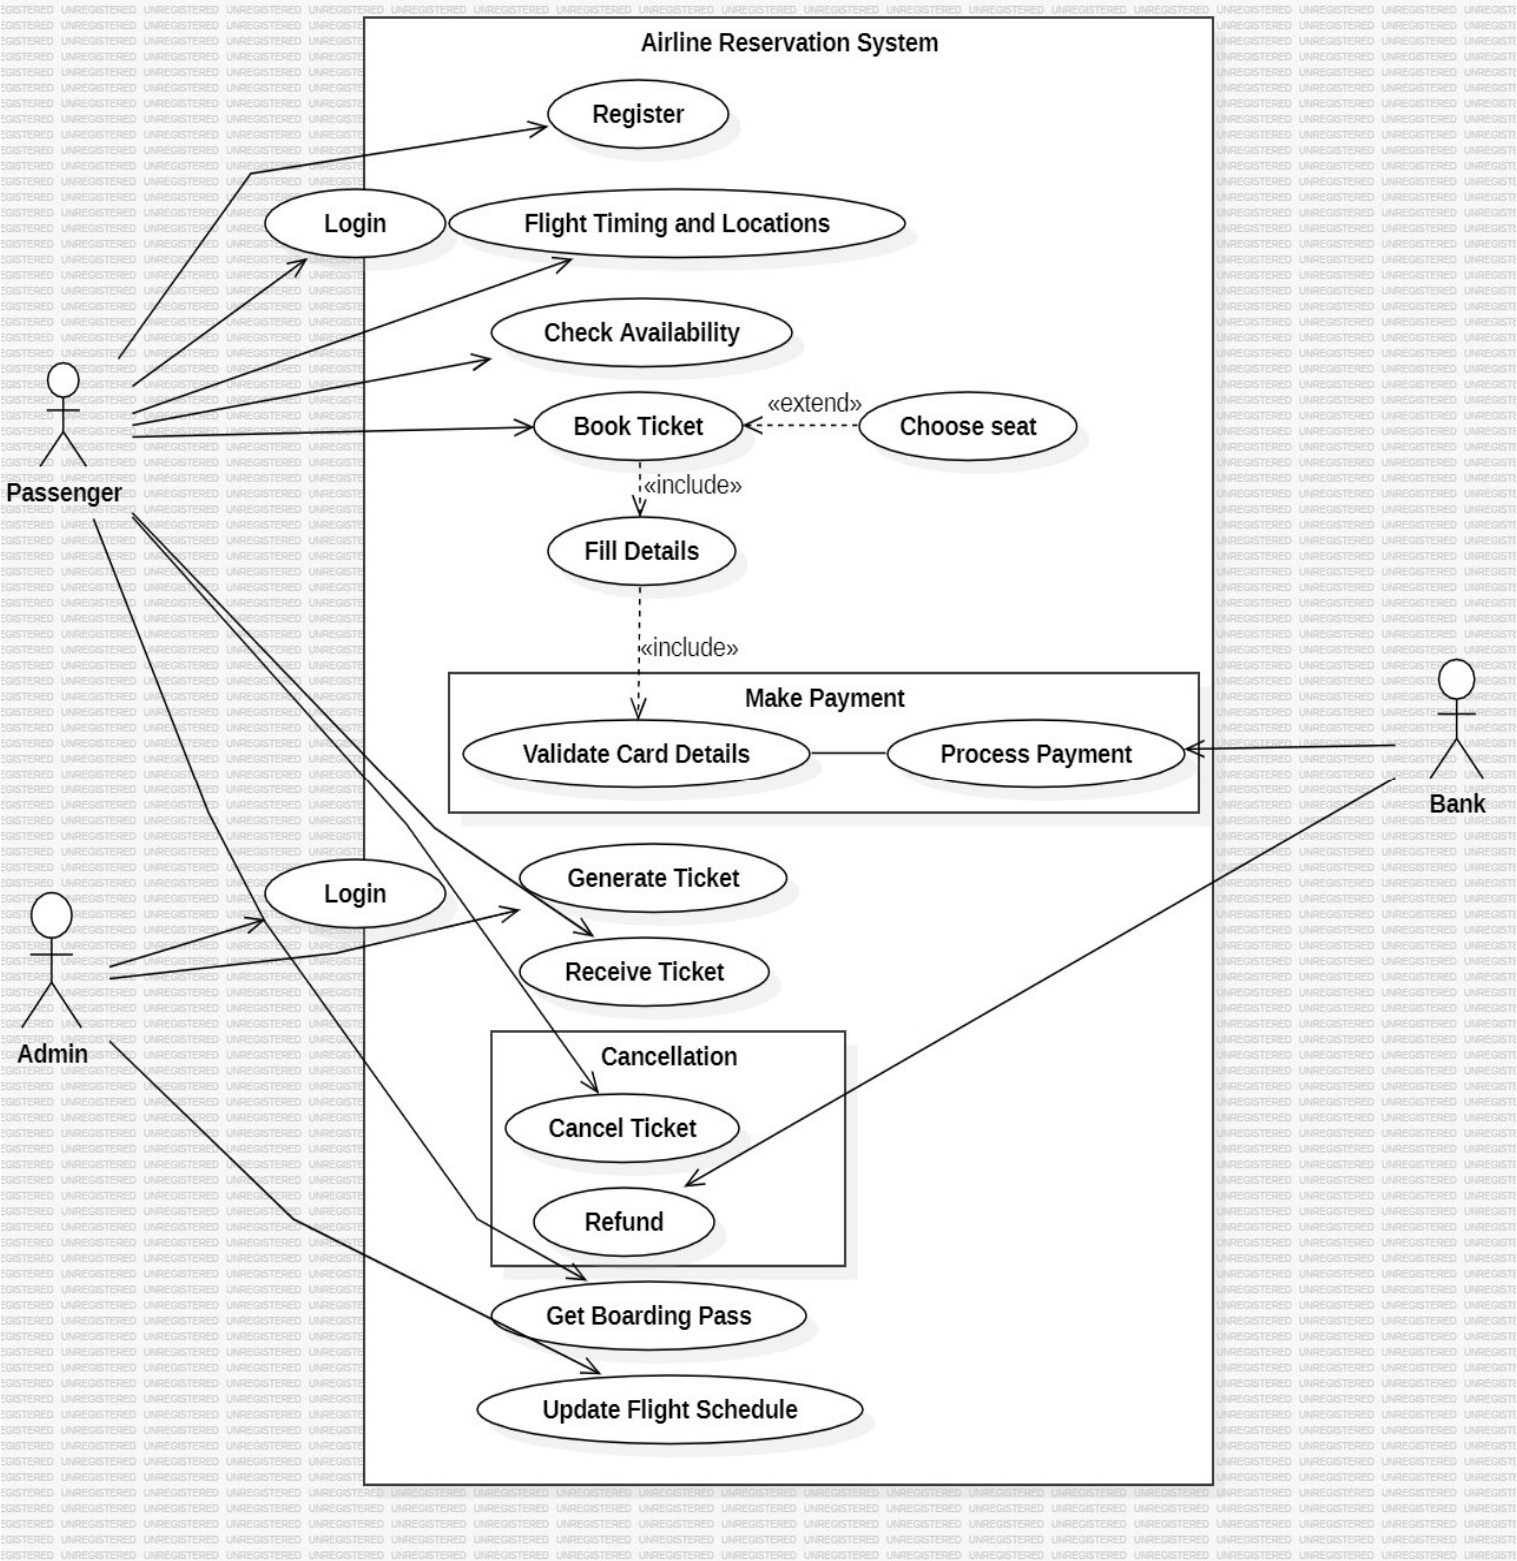 Airline Reservation System
Register
Login
Flight Timing and Locations
Check Availability
Book Ticket
«extend»
Choose seat
Passenger
«include»
Fill Details
«include»
Make Payment
Validate Card Details
Process Payment
Bank
Generate Ticket
Login
Receive Ticket
Admin
Cancellation
Cancel Ticket
Refund
Get Boarding Pass
Update Flight Schedule
UNREGISTERED